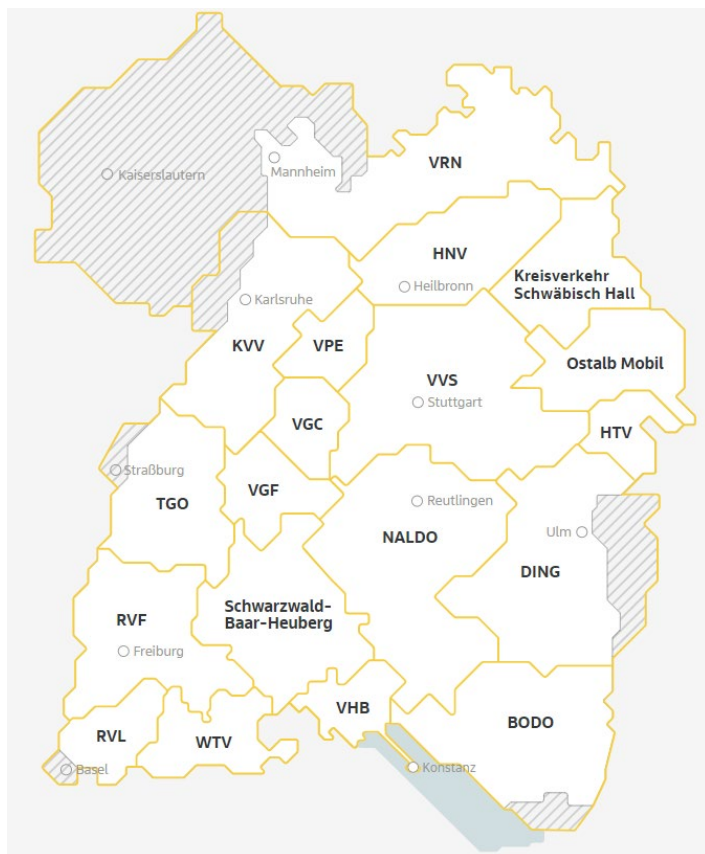 VRN
Mannheim
Kaiserslautern
HNV
Kreisverkehr
Schwäbisch Hall
Heilbronn
Karlsruhe
KVV
VPE
Ostalb Mobil
VVS
Stuttgart
VGC
HTV
Straßburg
VGF
Reutlingen
TGO
Ulm
NALDO
DING
Schwarzwald-
Baar-Heuberg
RVF
Freiburg
VHB
BODO
RVL
WTV
Basel
Konstanz